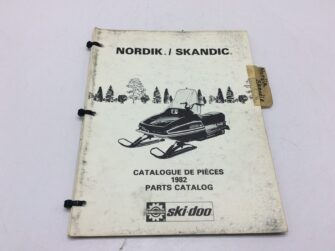 NORDIK. / SKANDIC.
CATALOGUE DE PIÈCES
1982
PARTS CATALOG
ski-doo